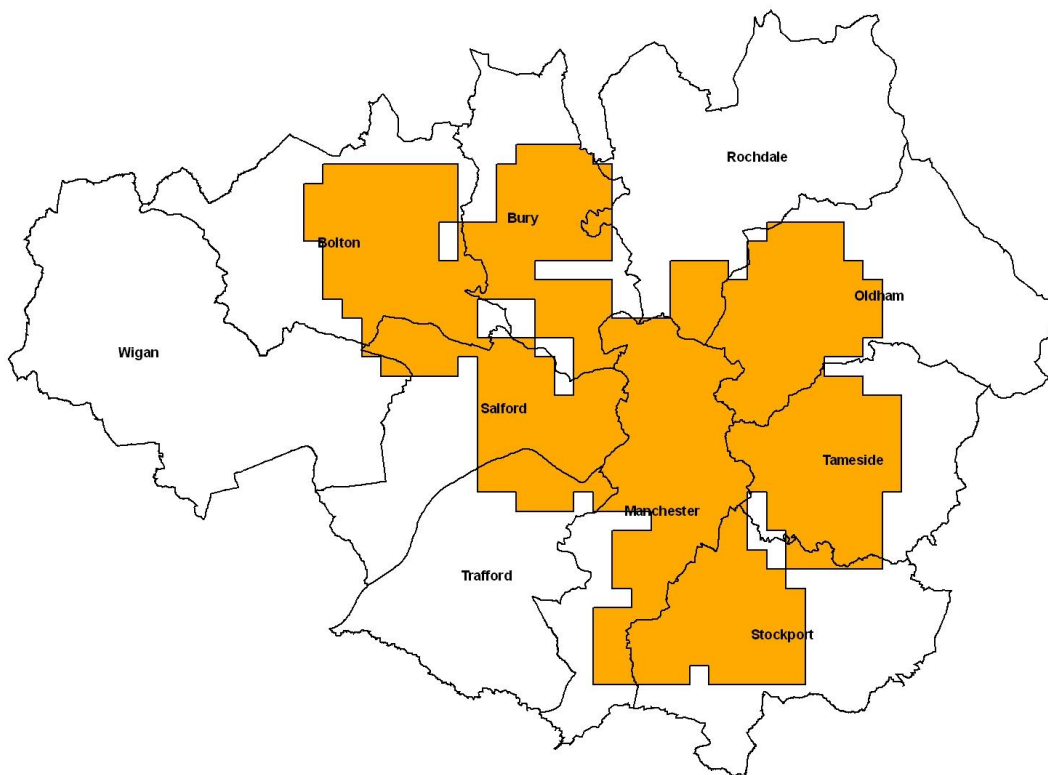 Rochdale
Bury
Bolton
Oldham
Wigan
Salford
Tameside
Manchester
Trafford
Stockport